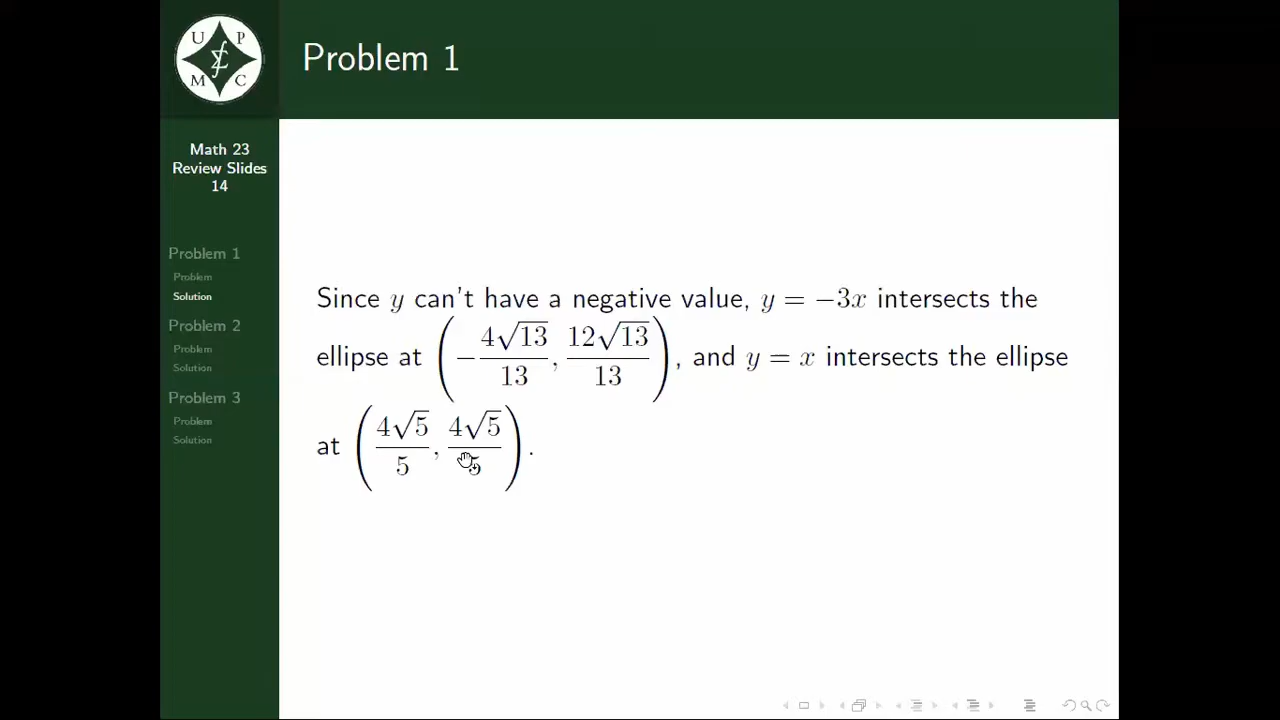 U P
M C
Problem 1
Math 23
Review Slides
14
Problem 1
Problem
Solution
Problem 2
Problem
Solution
Problem 3
Problem
Solution
Since y can't have a negative value, y = −3x intersects the
ellipse at (−4√13/13, 12√13/13), and y = x intersects the ellipse
at (4√5/5, 4√5/5).